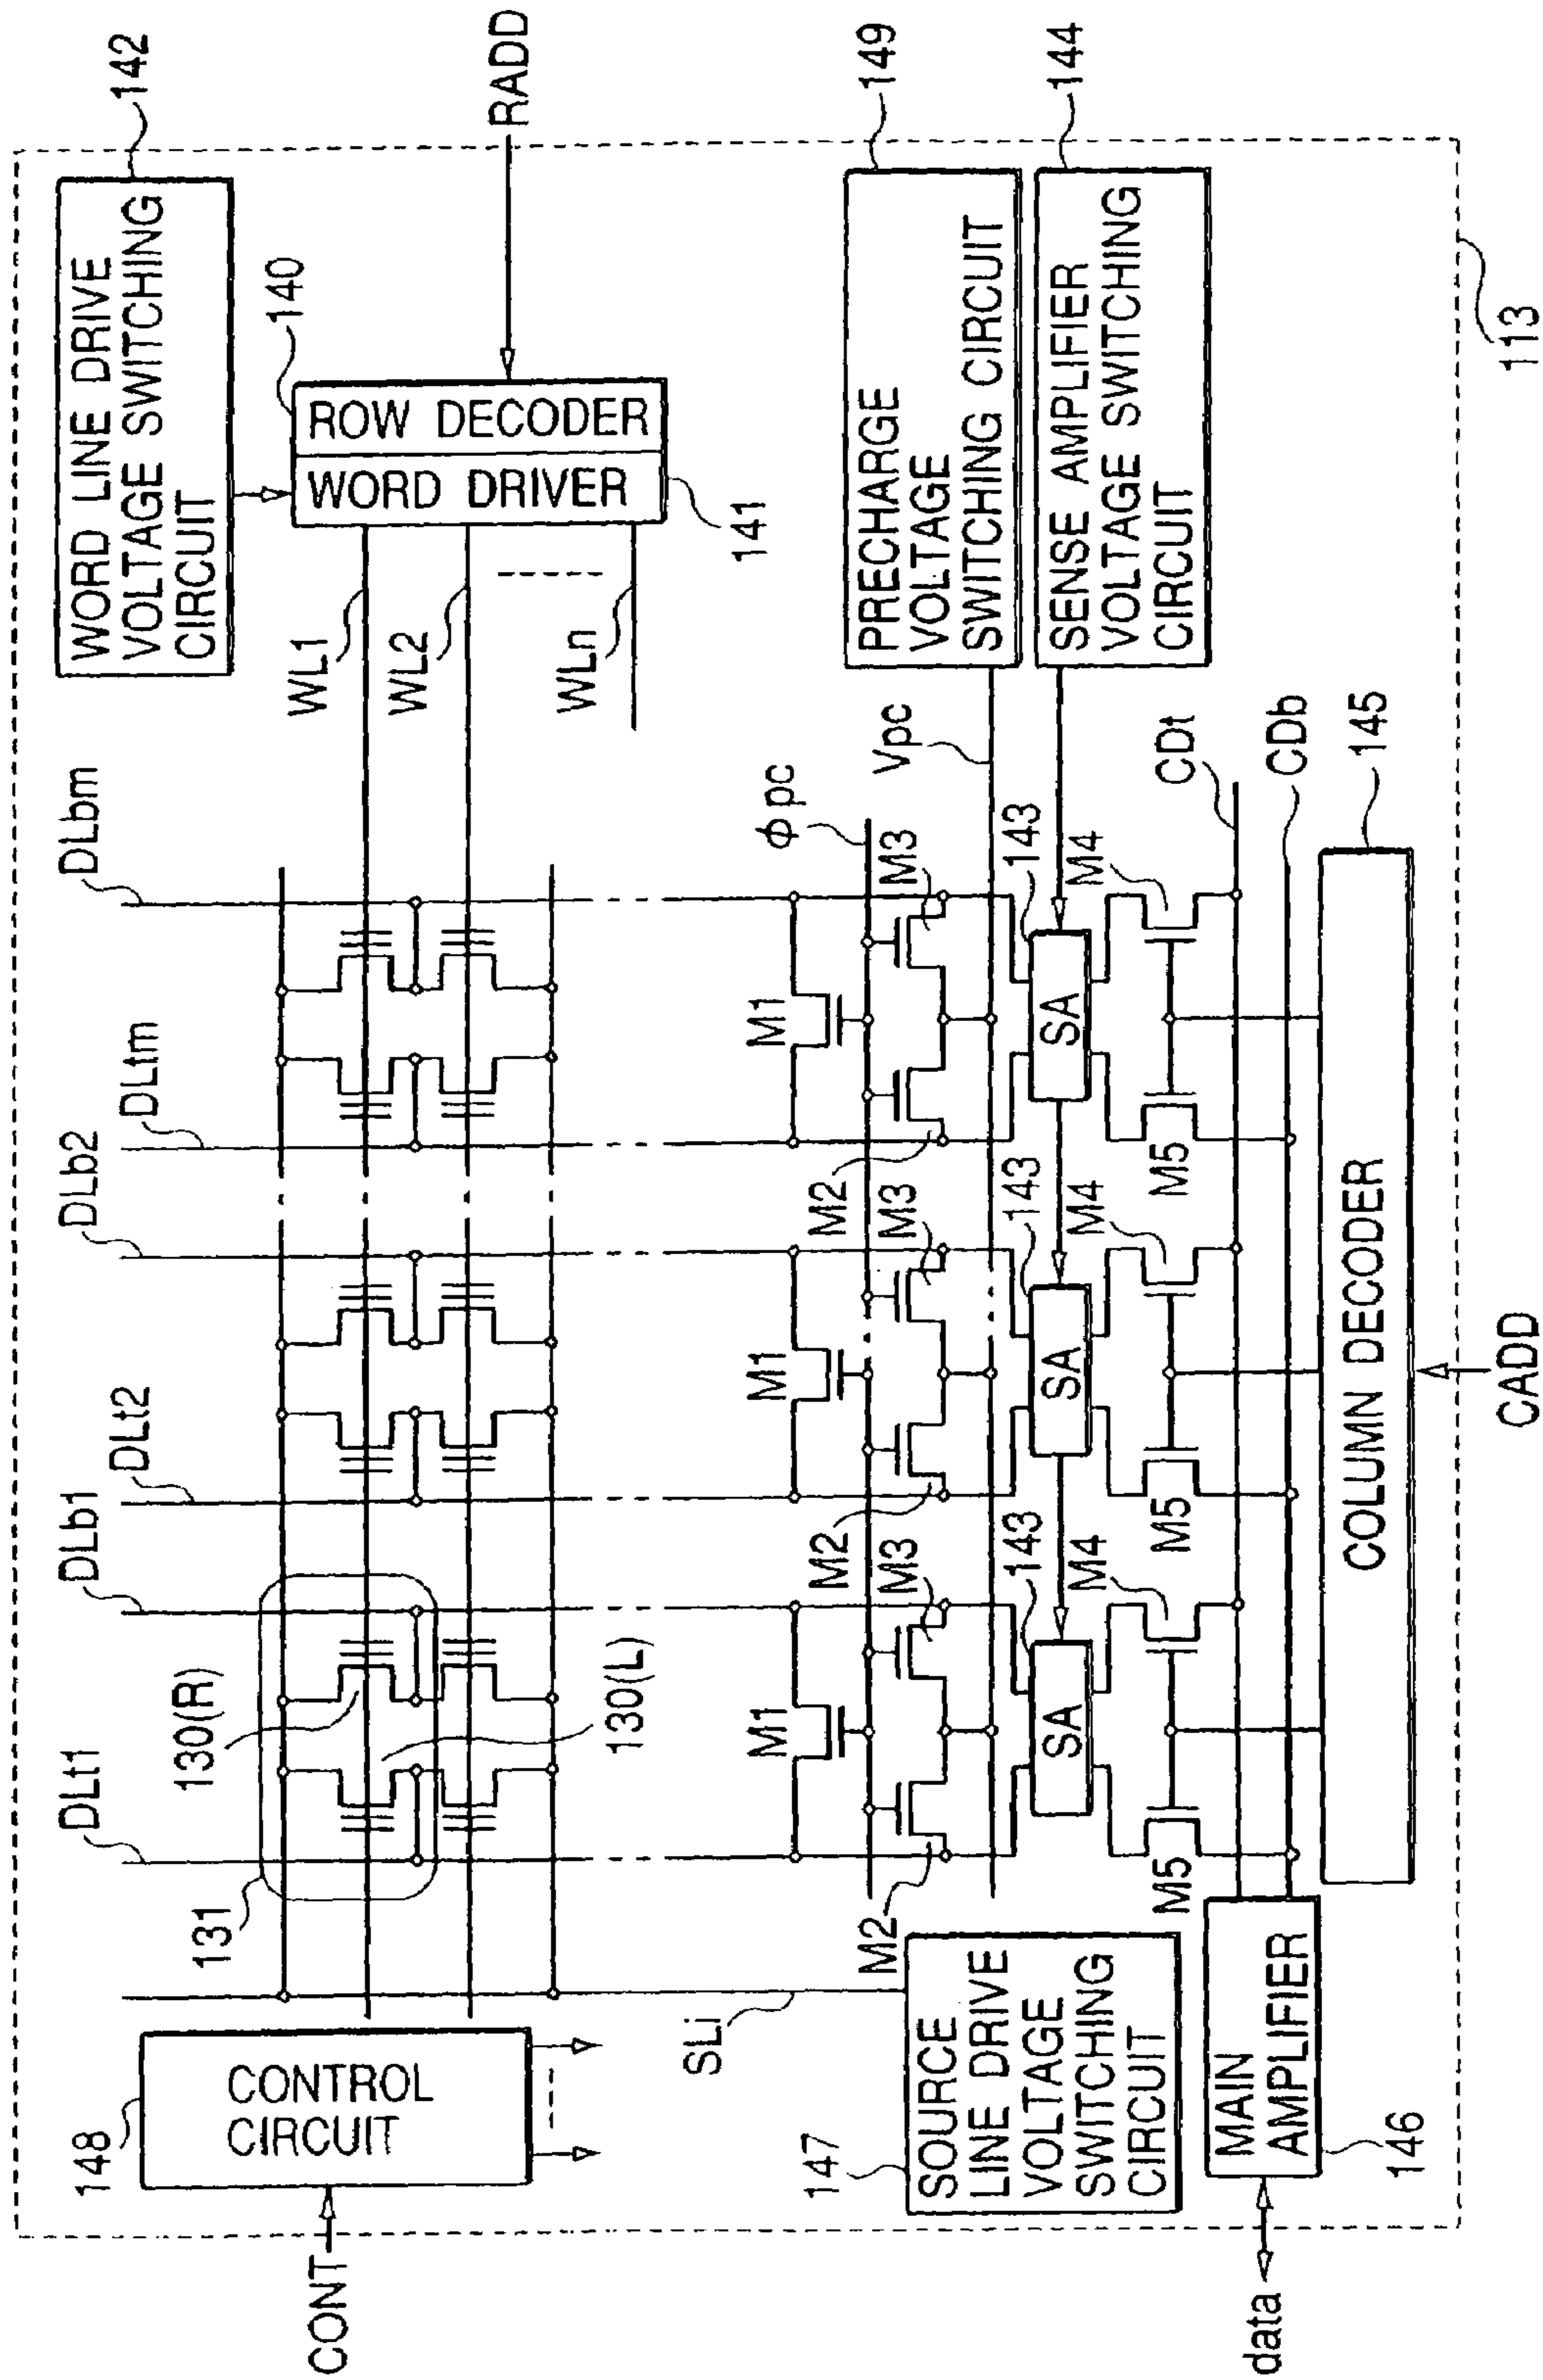 CONT
148
CONTROL
CIRCUIT
131
DLt1
DLb1
DLt2
DLb2
DLtm
DLbm
130(R)
130(L)
WL1
WL2
WLn
WORD LINE DRIVE
VOLTAGE SWITCHING
CIRCUIT
142
140
ROW DECODER
WORD DRIVER
141
RADD
SLi
147
SOURCE
LINE DRIVE
VOLTAGE
SWITCHING
CIRCUIT
M1
M1
M1
ϕpc
M2
M3
M2
M3
M2
M3
Vpc
PRECHARGE
VOLTAGE
SWITCHING CIRCUIT
149
143
143
143
SA
SA
SA
SENSE AMPLIFIER
VOLTAGE SWITCHING
CIRCUIT
144
M5
M4
M5
M4
M5
M4
CDt
CDb
data
MAIN
AMPLIFIER
146
COLUMN DECODER
145
CADD
113